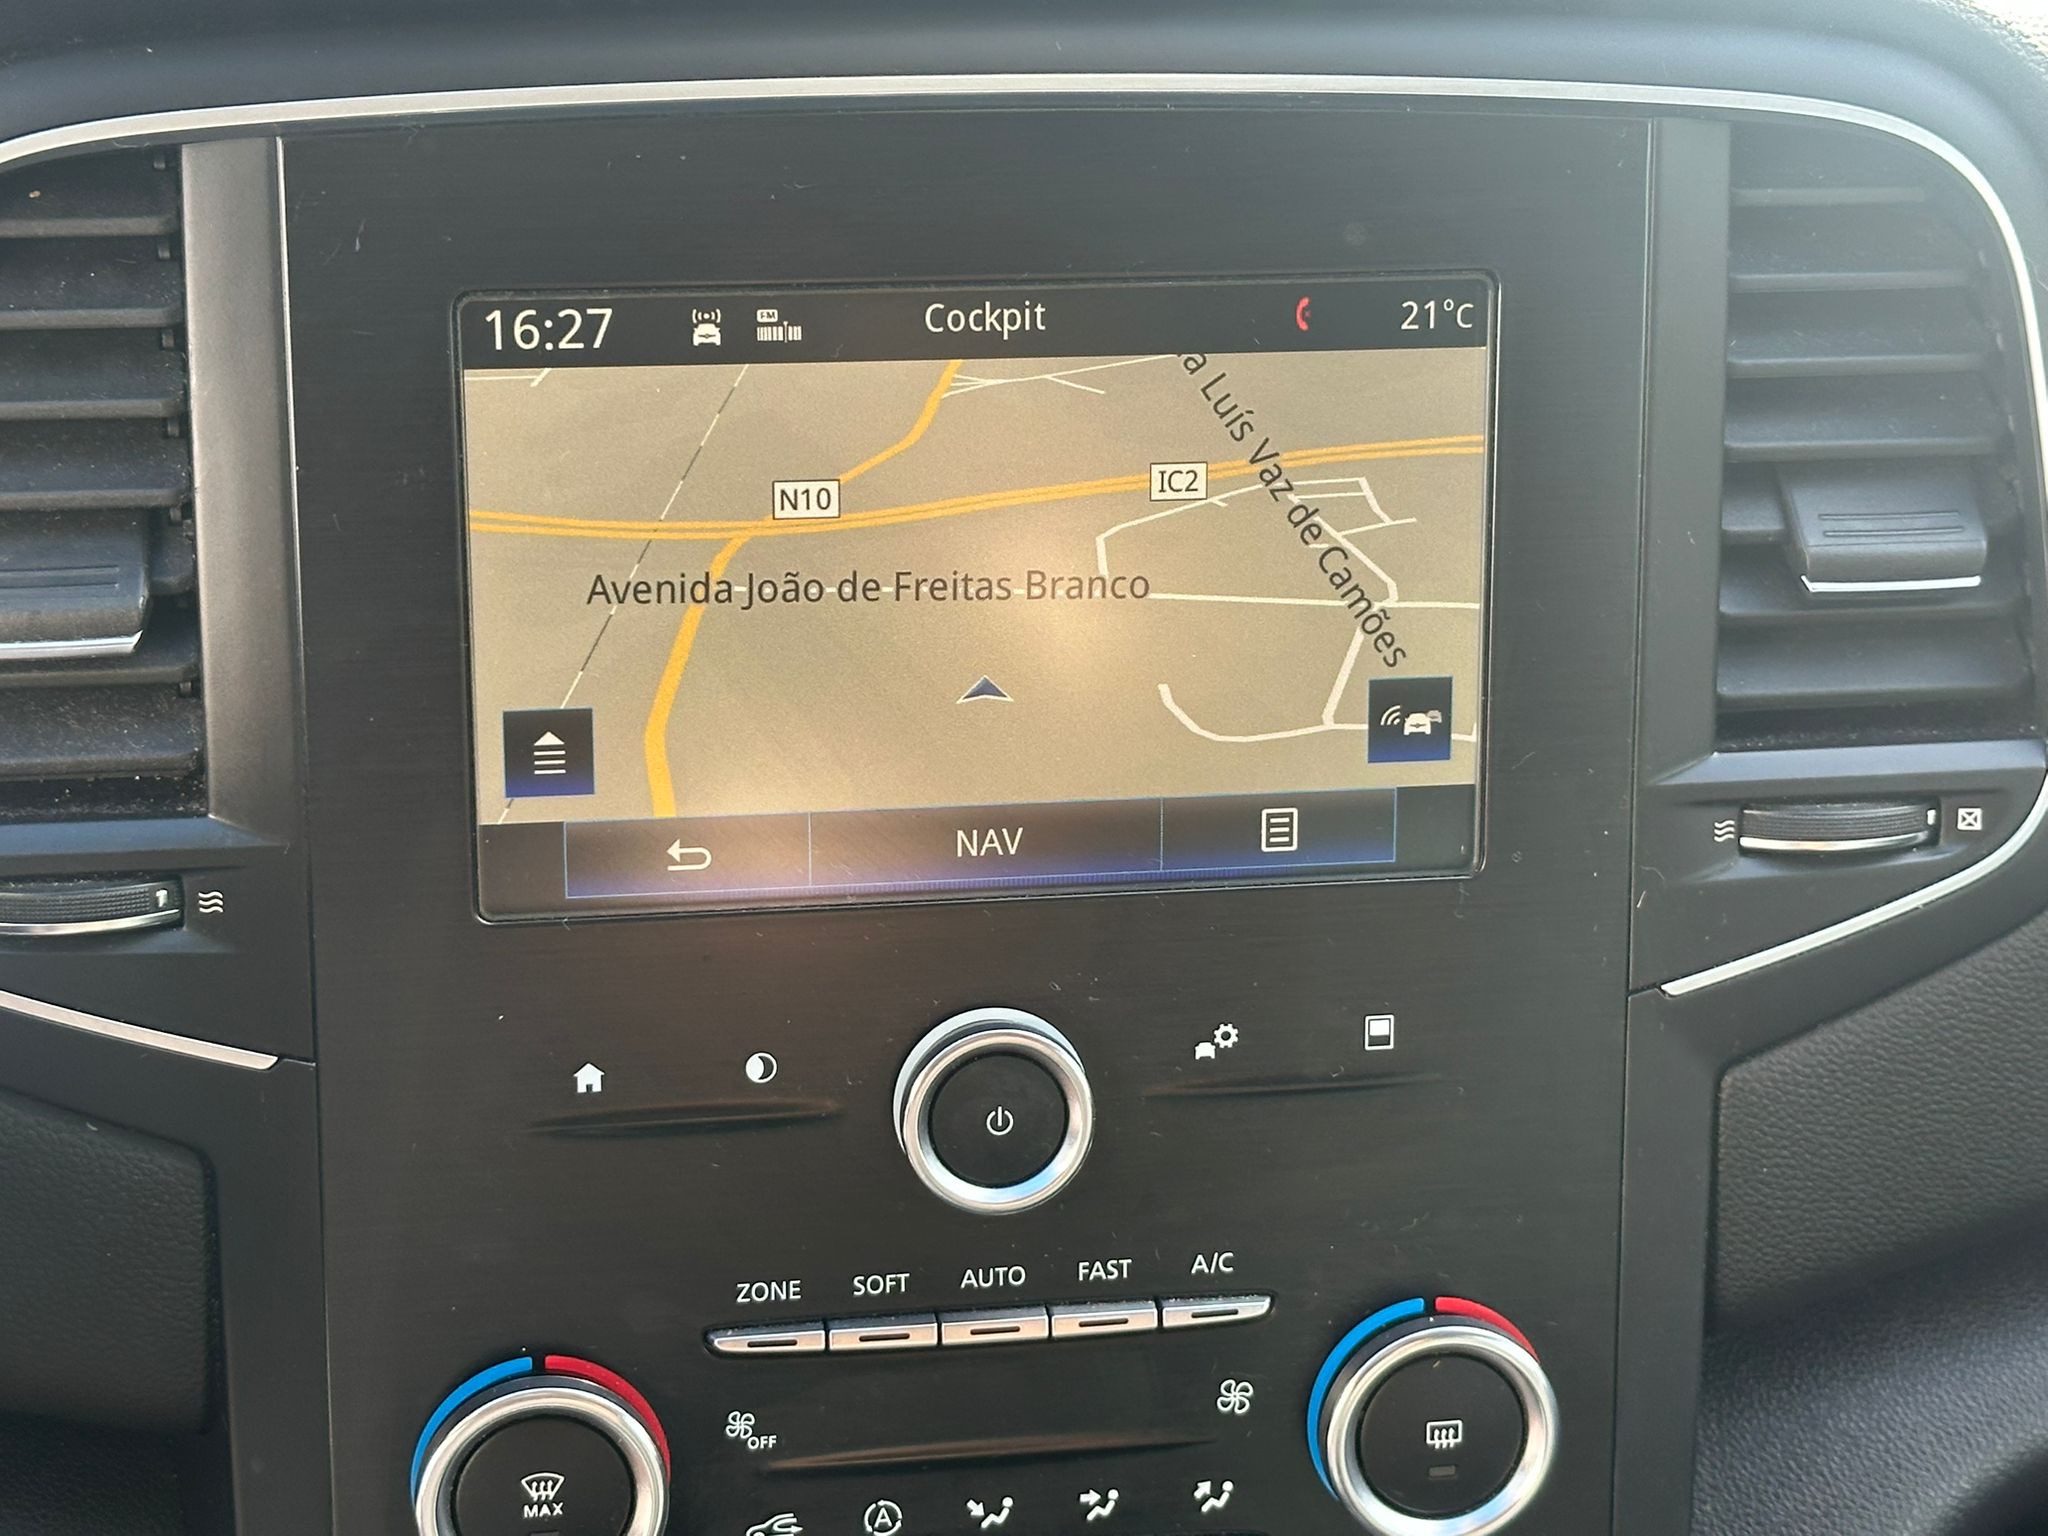 16:27
FM
Cockpit
21°C
a Luís Vaz de Camões
N10
IC2
Avenida João de Freitas Branco
NAV
ZONE
SOFT
AUTO
FAST
A/C
OFF
MAX
A